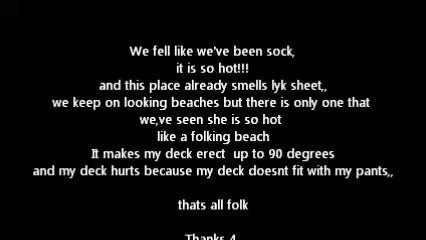 We fell like we've been sock,
it is so hot!!!
and this place already smells lyk sheet,,
we keep on looking beaches but there is only one that
we,ve seen she is so hot
like a folking beach
It makes my deck erect up to 90 degrees
and my deck hurts because my deck doesnt fit with my pants,,
thats all folk
Thanks 4